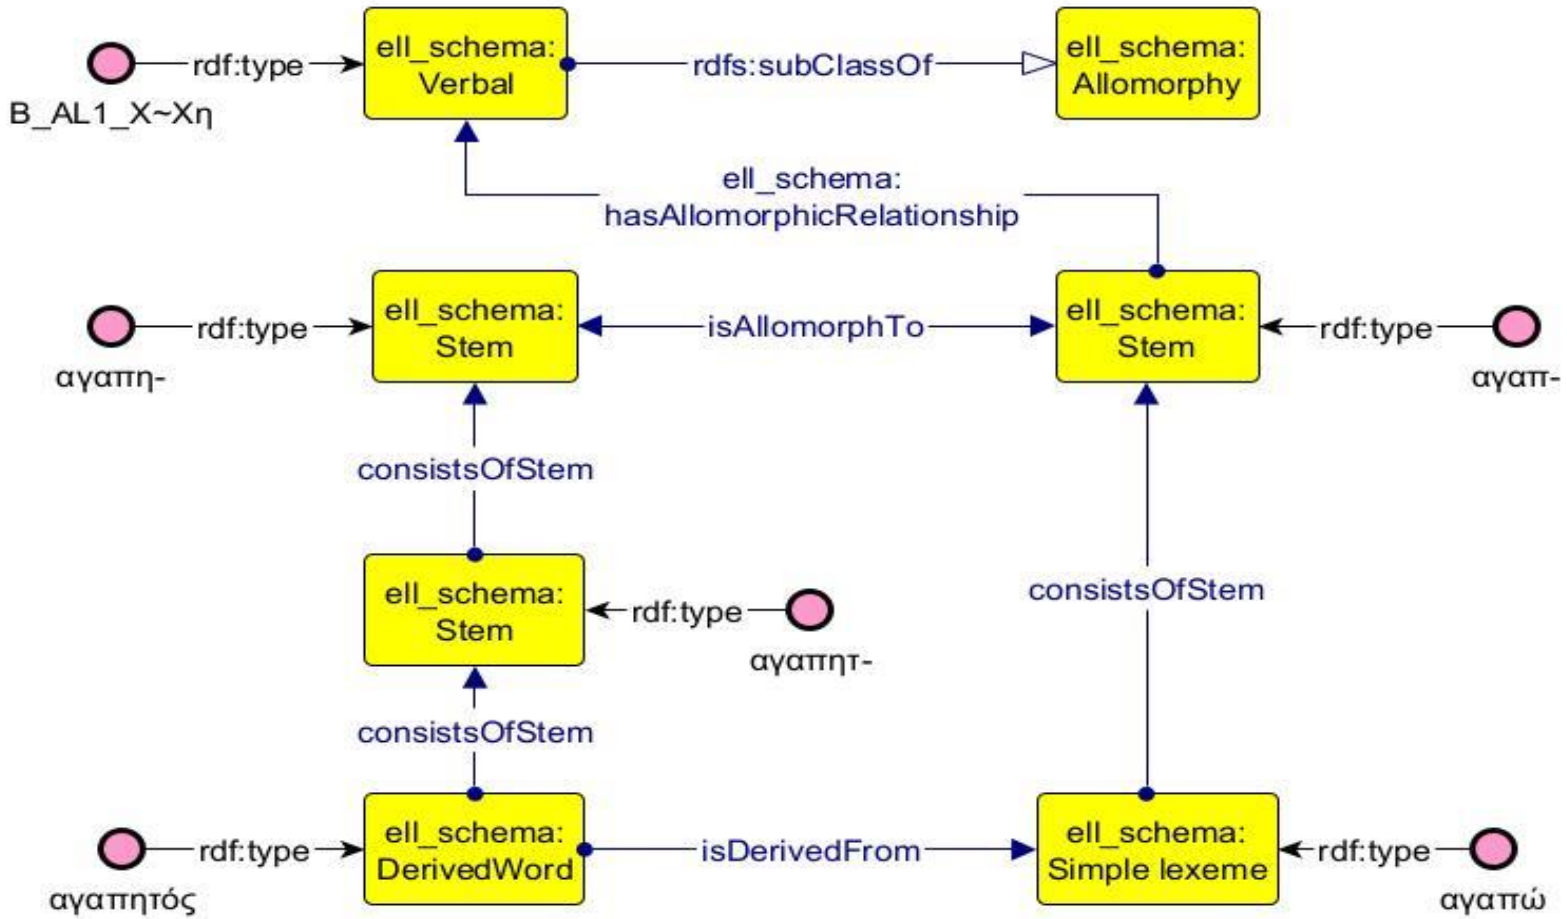 ell_schema:
Verbal
rdfs:subClassOf
ell_schema:
Allomorphy
rdf:type
B_AL1_X~Xη
ell_schema:
hasAllomorphicRelationship
ell_schema:
Stem
isAllomorphTo
ell_schema:
Stem
rdf:type
rdf:type
αγαπη-
αγαπ-
consistsOfStem
ell_schema:
Stem
rdf:type
αγαπητ-
consistsOfStem
consistsOfStem
rdf:type
ell_schema:
DerivedWord
isDerivedFrom
ell_schema:
Simple lexeme
rdf:type
αγαπητός
αγαπώ